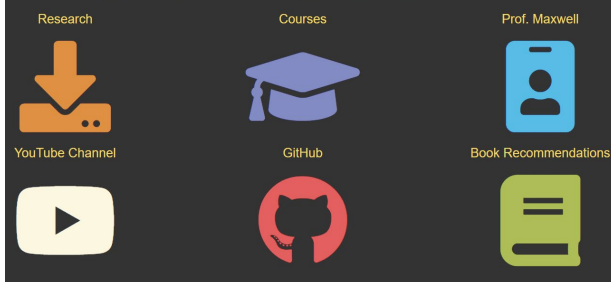 Research
Courses
Prof. Maxwell
YouTube Channel
GitHub
Book Recommendations